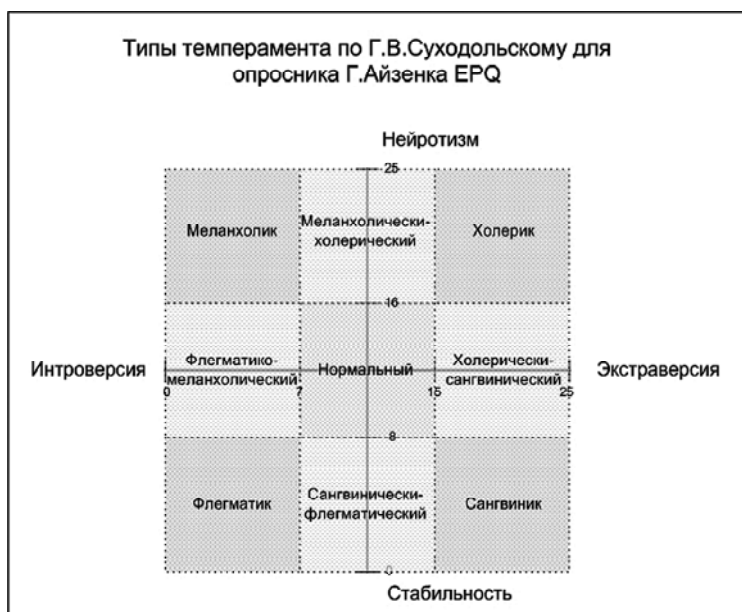 Типы темперамента по Г.В.Суходольскому для
опросника Г.Айзенка EPQ
Нейротизм
25
Меланхолик
Меланхолически-
холерический
Холерик
16
Интроверсия
Флегматико-
меланхолический
Нормальный
Холерически-
сангвинический
Экстраверсия
0
7
15
25
8
Флегматик
Сангвинически-
флегматический
Сангвиник
0
Стабильность